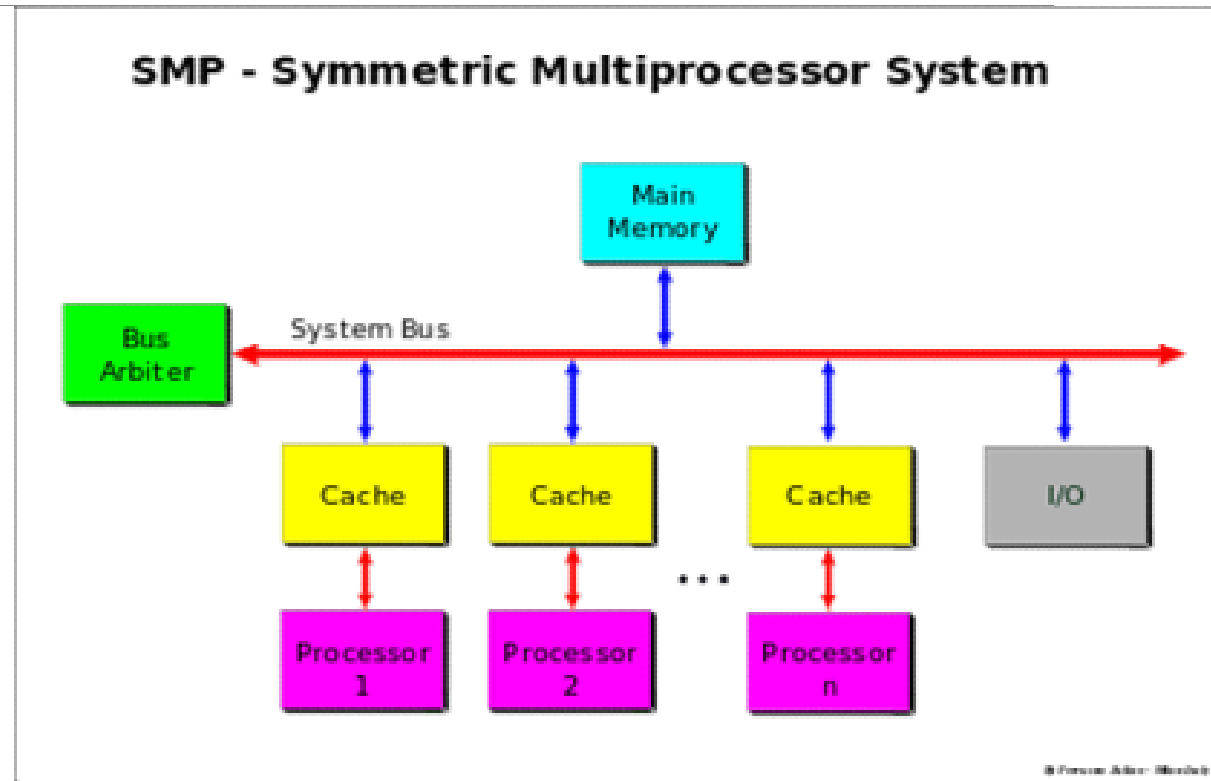 SMP - Symmetric Multiprocessor System
Main
Memory
Bus
Arbiter
System Bus
Cache
Cache
Cache
I/O
...
Processor
1
Processor
2
Processor
n